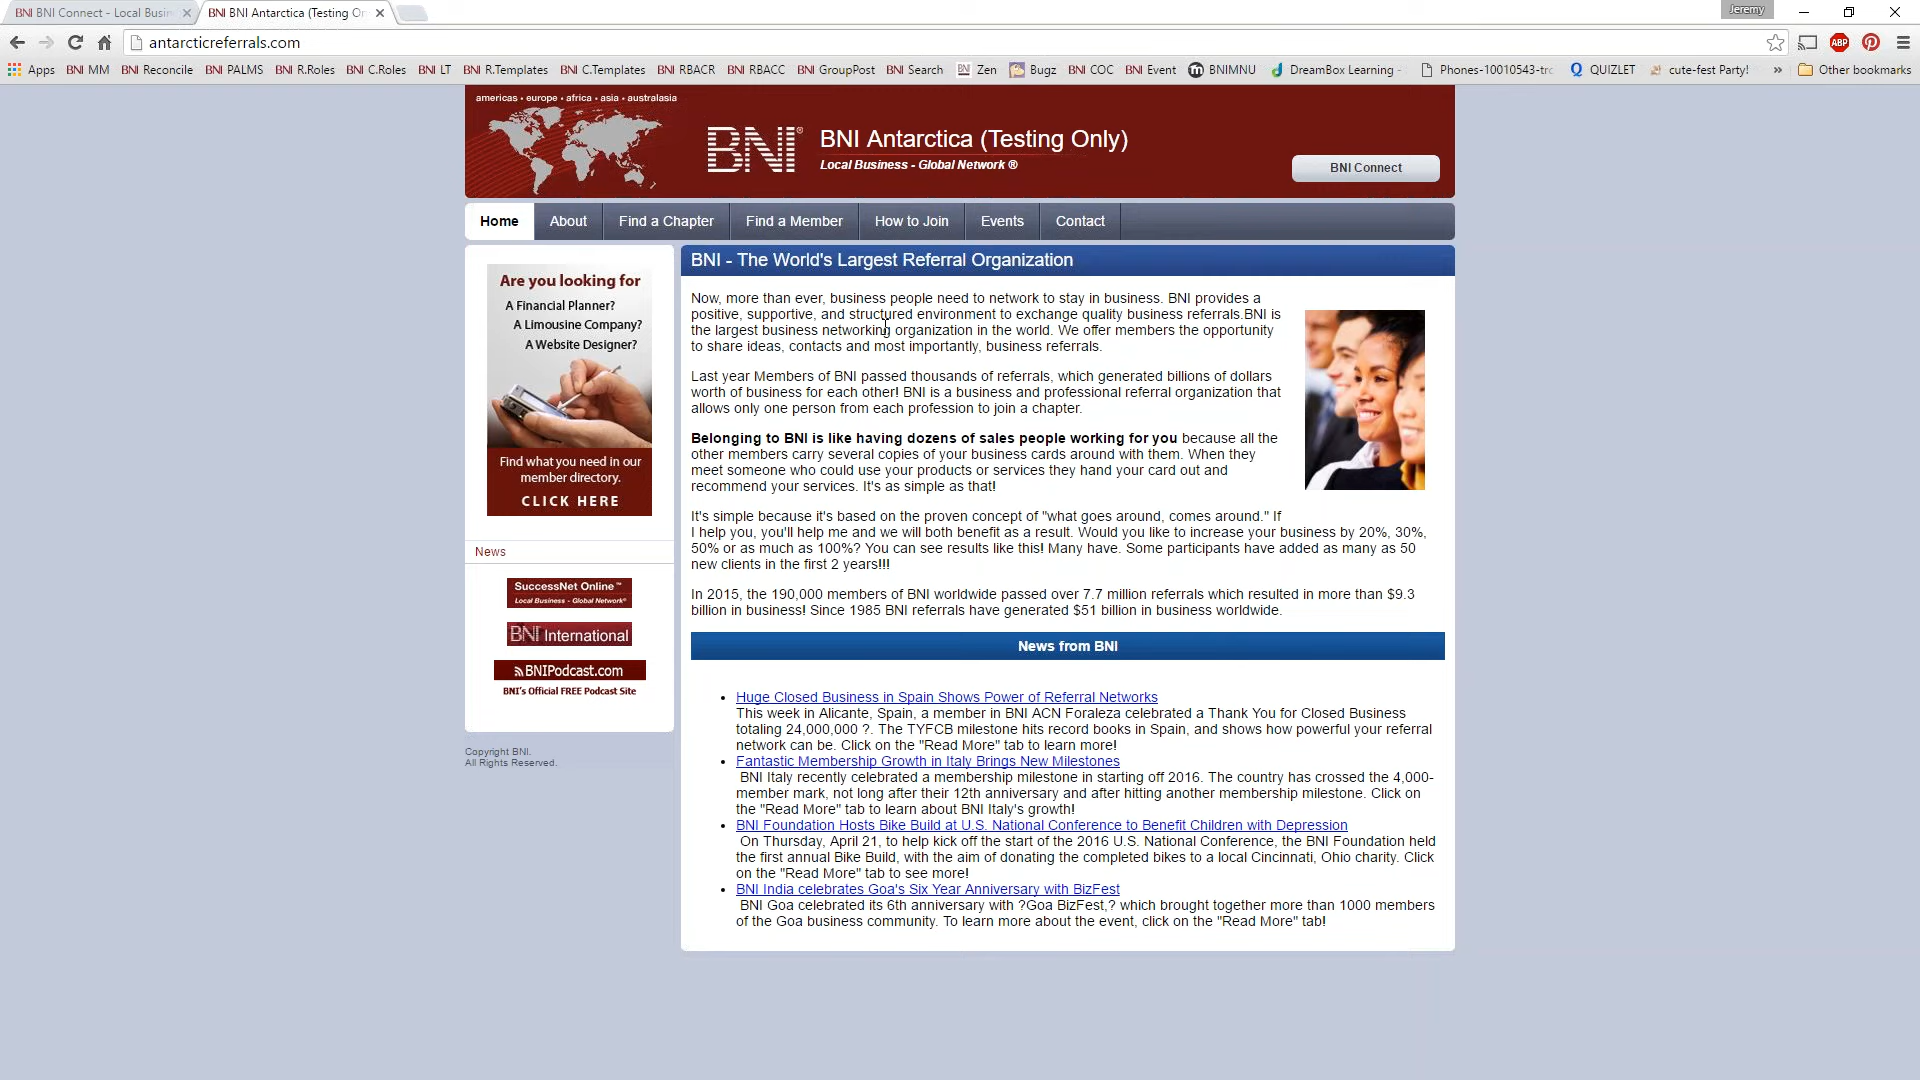 BNI BNI Connect - Local Busin
BNI BNI Antarctica (Testing On
Jeremy
antarcticreferrals.com
ABP
Apps
BNI MM
BNI Reconcile
BNI PALMS
BNI R.Roles
BNI C.Roles
BNI LT
BNI R.Templates
BNI C.Templates
BNI RBACR
BNI RBACC
BNI GroupPost
BNI Search
BNI Zen
Bugz
BNI COC
BNI Event
BNIMNU
DreamBox Learning -
Phones-10010543-trc
QUIZLET
cute-fest Party!
»
Other bookmarks
americas • europe • africa • asia • australasia
BNI®
BNI Antarctica (Testing Only)
Local Business - Global Network ®
BNI Connect
Home
About
Find a Chapter
Find a Member
How to Join
Events
Contact
Are you looking for
A Financial Planner?
A Limousine Company?
A Website Designer?
Find what you need in our
member directory.
CLICK HERE
News
SuccessNet Online™
Local Business - Global Network®
BNI International
BNIPodcast.com
BNI's Official FREE Podcast Site
Copyright BNI.
All Rights Reserved.
BNI - The World's Largest Referral Organization
Now, more than ever, business people need to network to stay in business. BNI provides a
positive, supportive, and structured environment to exchange quality business referrals.BNI is
the largest business networking organization in the world. We offer members the opportunity
to share ideas, contacts and most importantly, business referrals.
Last year Members of BNI passed thousands of referrals, which generated billions of dollars
worth of business for each other! BNI is a business and professional referral organization that
allows only one person from each profession to join a chapter.
Belonging to BNI is like having dozens of sales people working for you because all the
other members carry several copies of your business cards around with them. When they
meet someone who could use your products or services they hand your card out and
recommend your services. It's as simple as that!
It's simple because it's based on the proven concept of "what goes around, comes around." If
I help you, you'll help me and we will both benefit as a result. Would you like to increase your business by 20%, 30%,
50% or as much as 100%? You can see results like this! Many have. Some participants have added as many as 50
new clients in the first 2 years!!!
In 2015, the 190,000 members of BNI worldwide passed over 7.7 million referrals which resulted in more than $9.3
billion in business! Since 1985 BNI referrals have generated $51 billion in business worldwide.
News from BNI
• Huge Closed Business in Spain Shows Power of Referral Networks
This week in Alicante, Spain, a member in BNI ACN Foraleza celebrated a Thank You for Closed Business
totaling 24,000,000 ?. The TYFCB milestone hits record books in Spain, and shows how powerful your referral
network can be. Click on the "Read More" tab to learn more!
• Fantastic Membership Growth in Italy Brings New Milestones
BNI Italy recently celebrated a membership milestone in starting off 2016. The country has crossed the 4,000-
member mark, not long after their 12th anniversary and after hitting another membership milestone. Click on
the "Read More" tab to learn about BNI Italy's growth!
• BNI Foundation Hosts Bike Build at U.S. National Conference to Benefit Children with Depression
On Thursday, April 21, to help kick off the start of the 2016 U.S. National Conference, the BNI Foundation held
the first annual Bike Build, with the aim of donating the completed bikes to a local Cincinnati, Ohio charity. Click
on the "Read More" tab to see more!
• BNI India celebrates Goa's Six Year Anniversary with BizFest
BNI Goa celebrated its 6th anniversary with ?Goa BizFest,? which brought together more than 1000 members
of the Goa business community. To learn more about the event, click on the "Read More" tab!